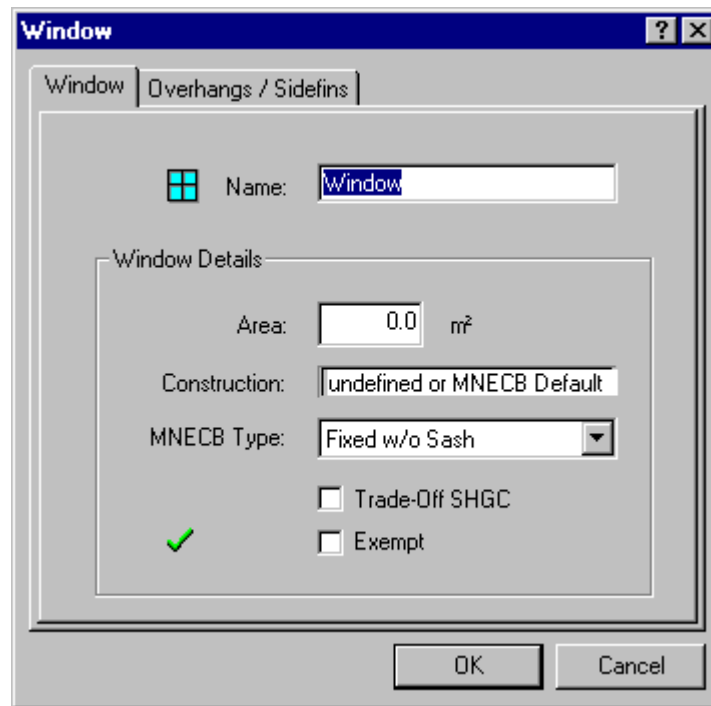 Window ? X
Window Overhangs / Sidefins
Name: Window
Window Details
Area: 0.0 m²
Construction: undefined or MNECB Default
MNECB Type: Fixed w/o Sash
Trade-Off SHGC
Exempt
OK Cancel